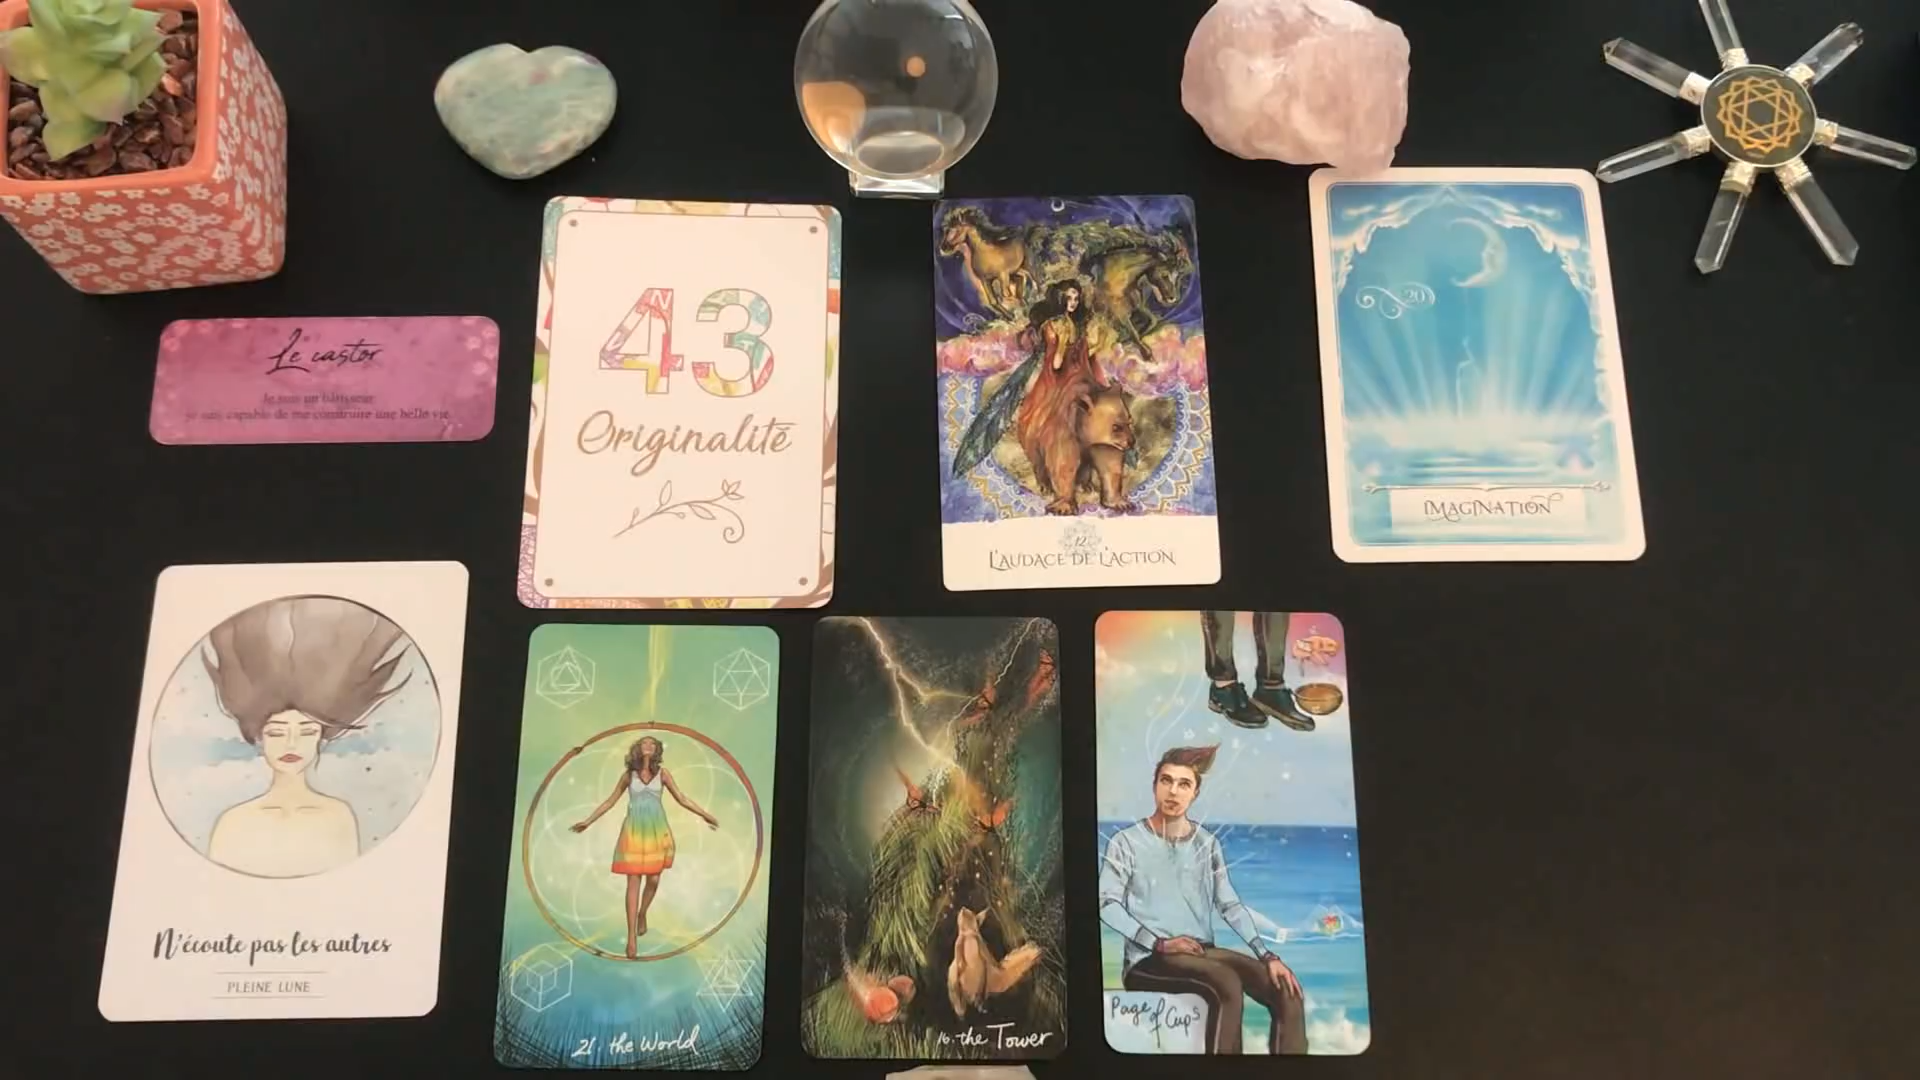 Le castor
Je suis un bâtisseur
je suis capable de me construire une belle vie
43
Originalité
12
L'AUDACE DE L'ACTION
20
IMAGINATION
N'écoute pas les autres
PLEINE LUNE
21. the World
16. the Tower
Page of Cups